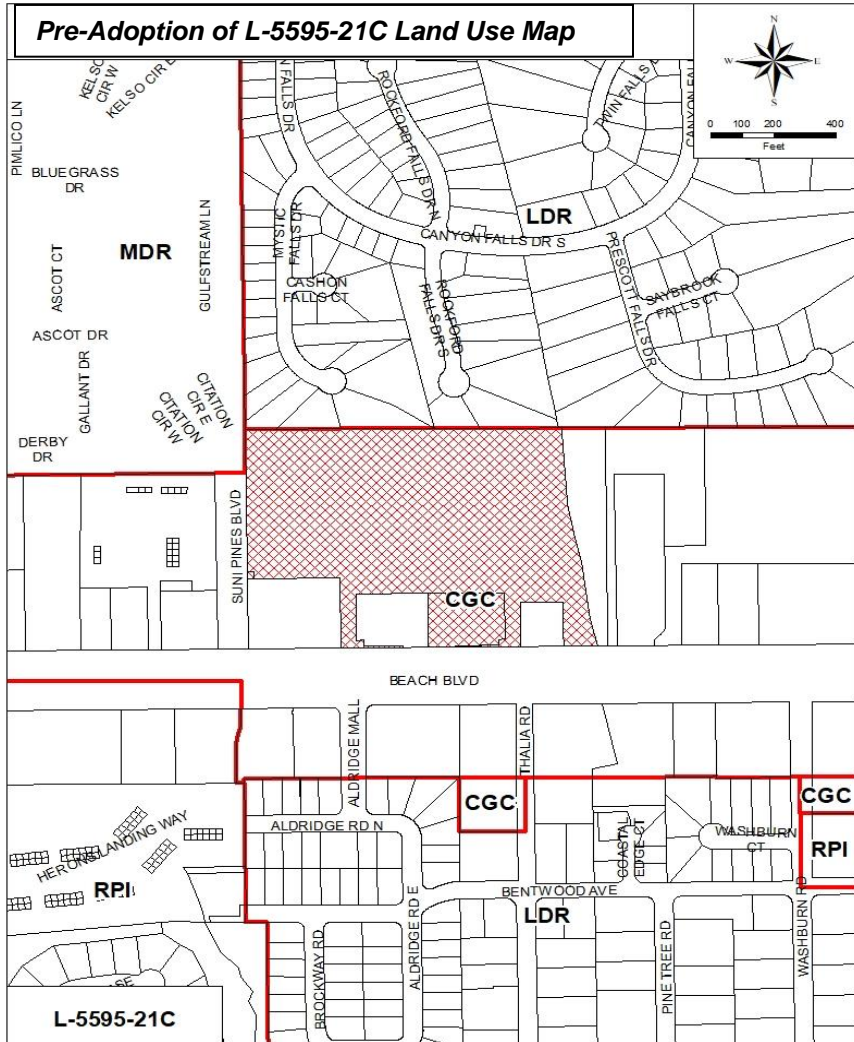 Pre-Adoption of L-5595-21C Land Use Map
N
W
E
S
0 100 200 400
Feet
KELSO
CIR W
KELSO CIR E
PIMLICO LN
BLUEGRASS
DR
MDR
ASCOT CT
GULFSTREAM LN
ASCOT DR
GALLANT DR
CITATION
CIR E
CITATION
CIR W
DERBY
DR
N FALLS DR
ROCKFORD FALLS DR N
TWIN FALLS
CANYON FAL
LDR
MYSTIC
FALLS DR
CANYON FALLS DR S
CASHON
FALLS CT
ROCKFORD
FALLS DR S
PRESCOTT FALLS DR
SAYBROOK
FALLS CT
SUNI PINES BLVD
CGC
BEACH BLVD
ALDRIDGE MALL
THALIA RD
CGC
CGC
ALDRIDGE RD N
COASTAL
EDGE CT
WASHBURN
CT
RPI
HERONS LANDING WAY
RPI
BENTWOOD AVE
LDR
BROCKWAY RD
ALDRIDGE RD E
PINE TREE RD
WASHBURN RD
L-5595-21C